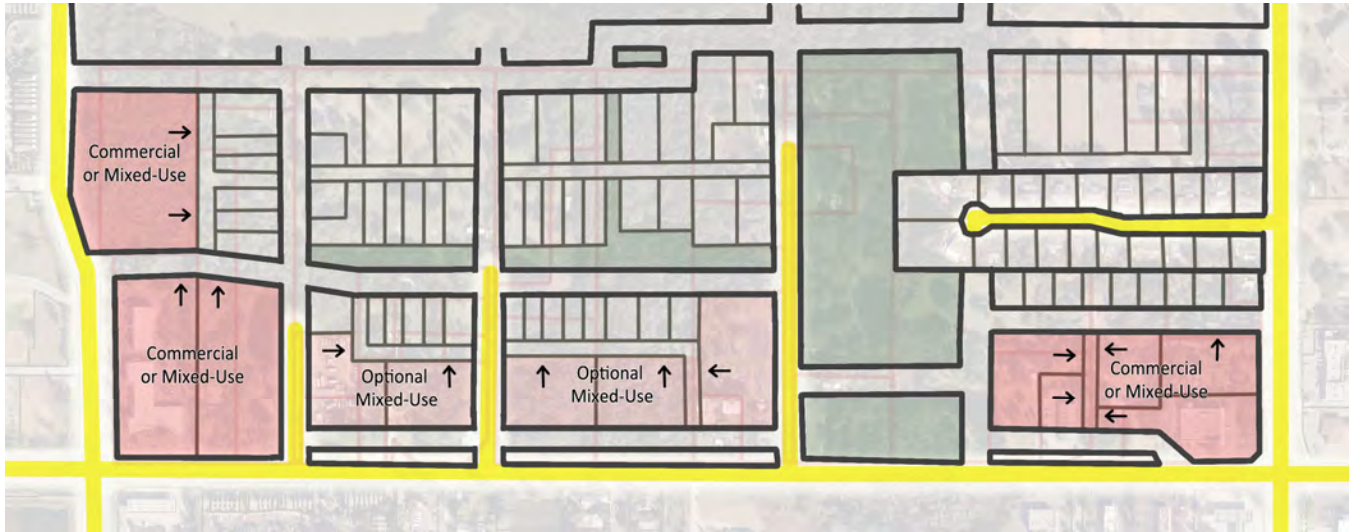 Commercial
or Mixed-Use
Commercial
or Mixed-Use
Optional
Mixed-Use
Optional
Mixed-Use
Commercial
or Mixed-Use